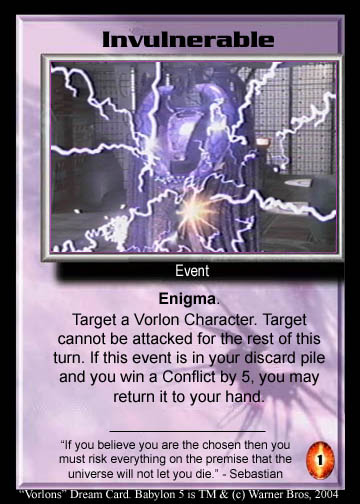 Invulnerable
Event
Enigma.
Target a Vorlon Character. Target
cannot be attacked for the rest of this
turn. If this event is in your discard pile
and you win a Conflict by 5, you may
return it to your hand.
“If you believe you are the chosen then you
must risk everything on the premise that the
universe will not let you die.” - Sebastian
1
“Vorlons” Dream Card. Babylon 5 is TM & (c) Warner Bros, 2004